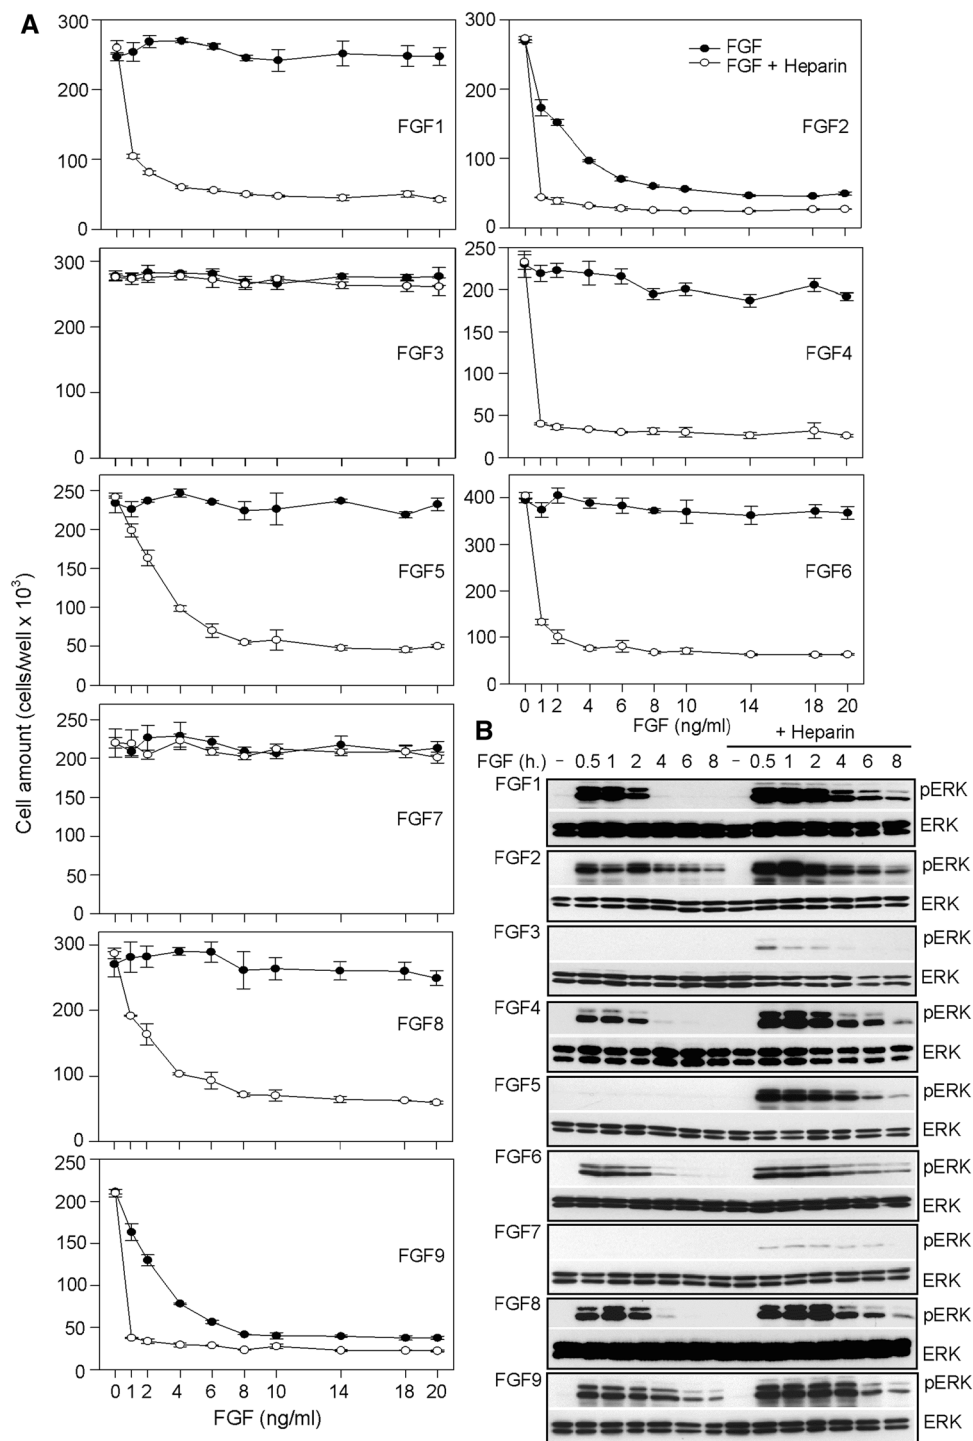 A
300
200
100
0
FGF1
300
200
100
0
FGF
FGF + Heparin
FGF2
300
200
100
0
FGF3
250
200
150
100
50
0
FGF4
250
200
150
100
50
0
FGF5
400
300
200
100
0
FGF6
0 1 2 4 6 8 10 14 18 20
FGF (ng/ml)
250
200
150
100
50
0
FGF7
300
200
100
0
FGF8
250
200
150
100
50
0
FGF9
0 1 2 4 6 8 10 14 18 20
FGF (ng/ml)
Cell amount (cells/well x 10³)
B
+ Heparin
FGF (h.) – 0.5 1 2 4 6 8 – 0.5 1 2 4 6 8
FGF1 pERK
ERK
FGF2 pERK
ERK
FGF3 pERK
ERK
FGF4 pERK
ERK
FGF5 pERK
ERK
FGF6 pERK
ERK
FGF7 pERK
ERK
FGF8 pERK
ERK
FGF9 pERK
ERK